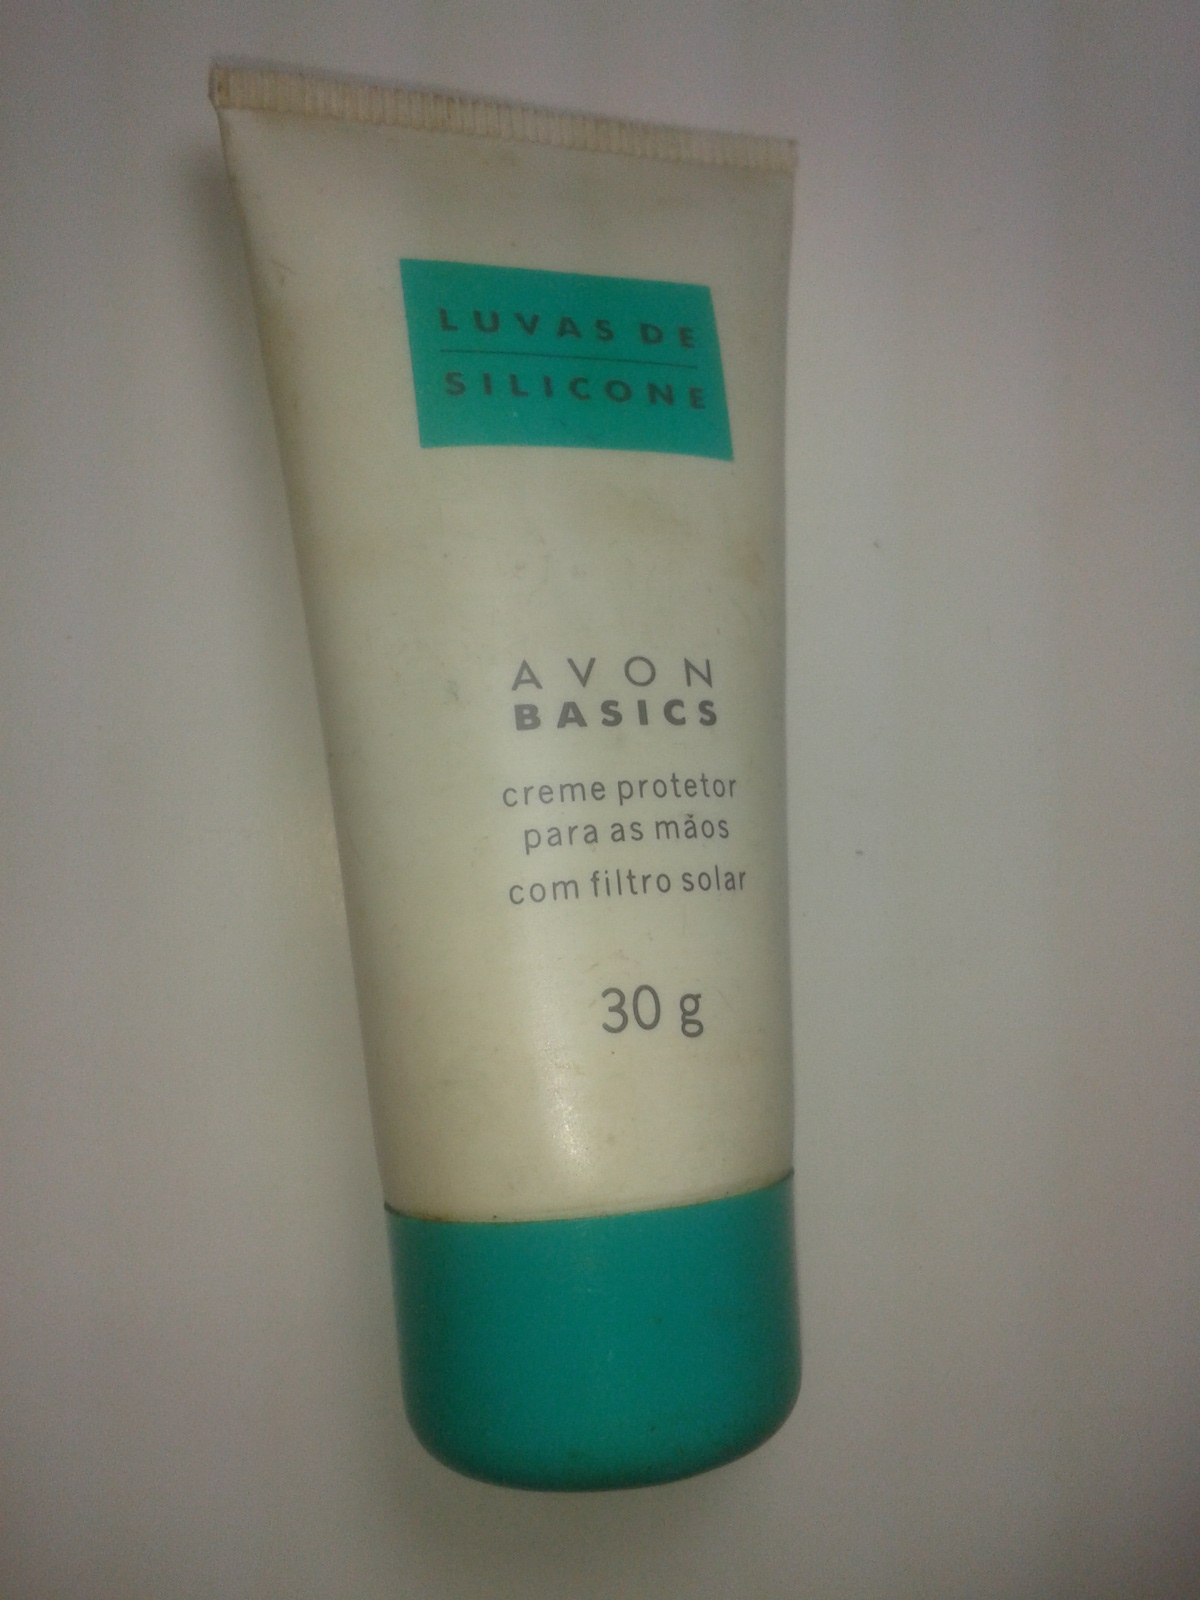 LUVAS DE
SILICONE
AVON
BASICS
creme protetor
para as mãos
com filtro solar
30 g